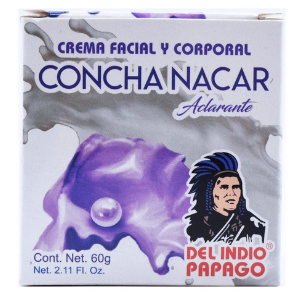 CREMA FACIAL Y CORPORAL
CONCHA NACAR
Aclarante
Cont. Net. 60g
Net. 2.11 Fl. Oz.
DEL INDIO ®
PAPAGO